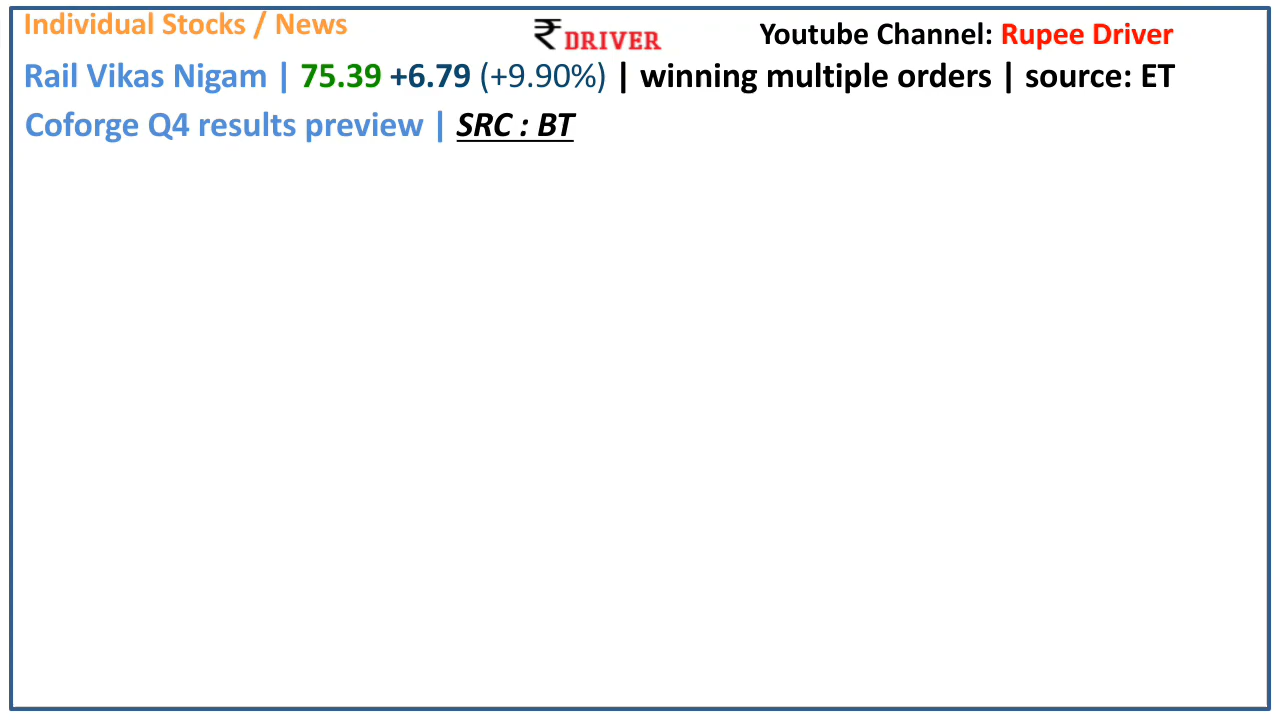 Individual Stocks / News
₹ DRIVER
Youtube Channel: Rupee Driver
Rail Vikas Nigam | 75.39 +6.79 (+9.90%) | winning multiple orders | source: ET
Coforge Q4 results preview | SRC : BT